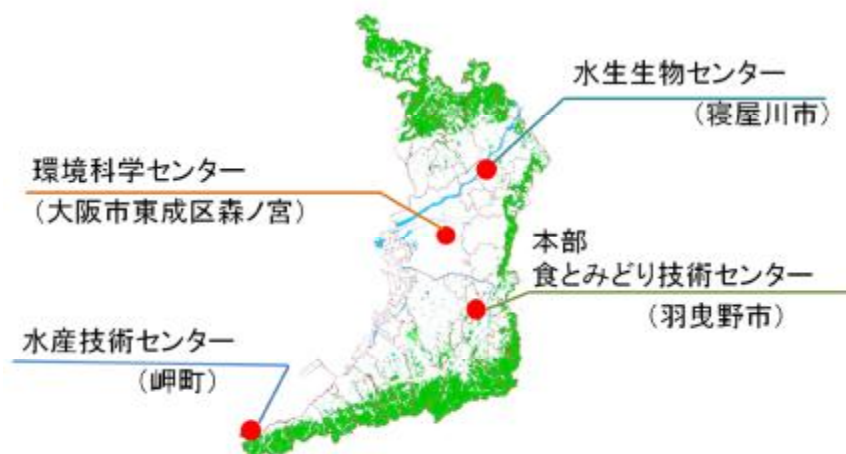 水生生物センター
（寝屋川市）
環境科学センター
（大阪市東成区森ノ宮）
本部
食とみどり技術センター
（羽曳野市）
水産技術センター
（岬町）